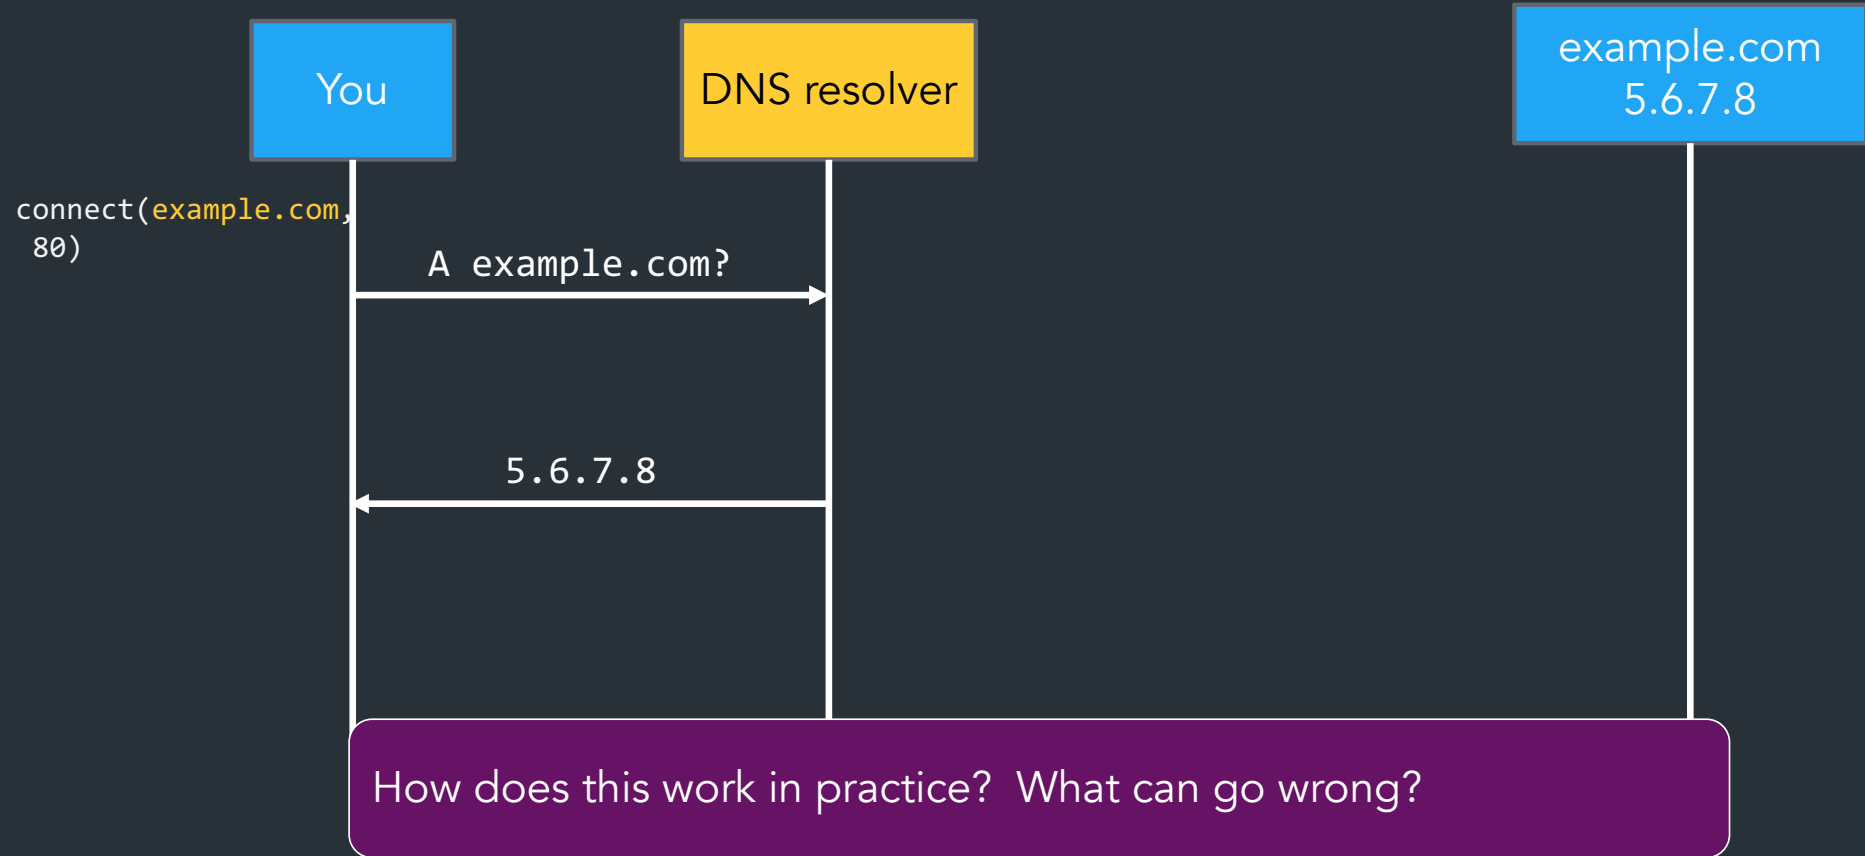 You
DNS resolver
example.com
5.6.7.8
connect(example.com,
80)
A example.com?
5.6.7.8
How does this work in practice?  What can go wrong?